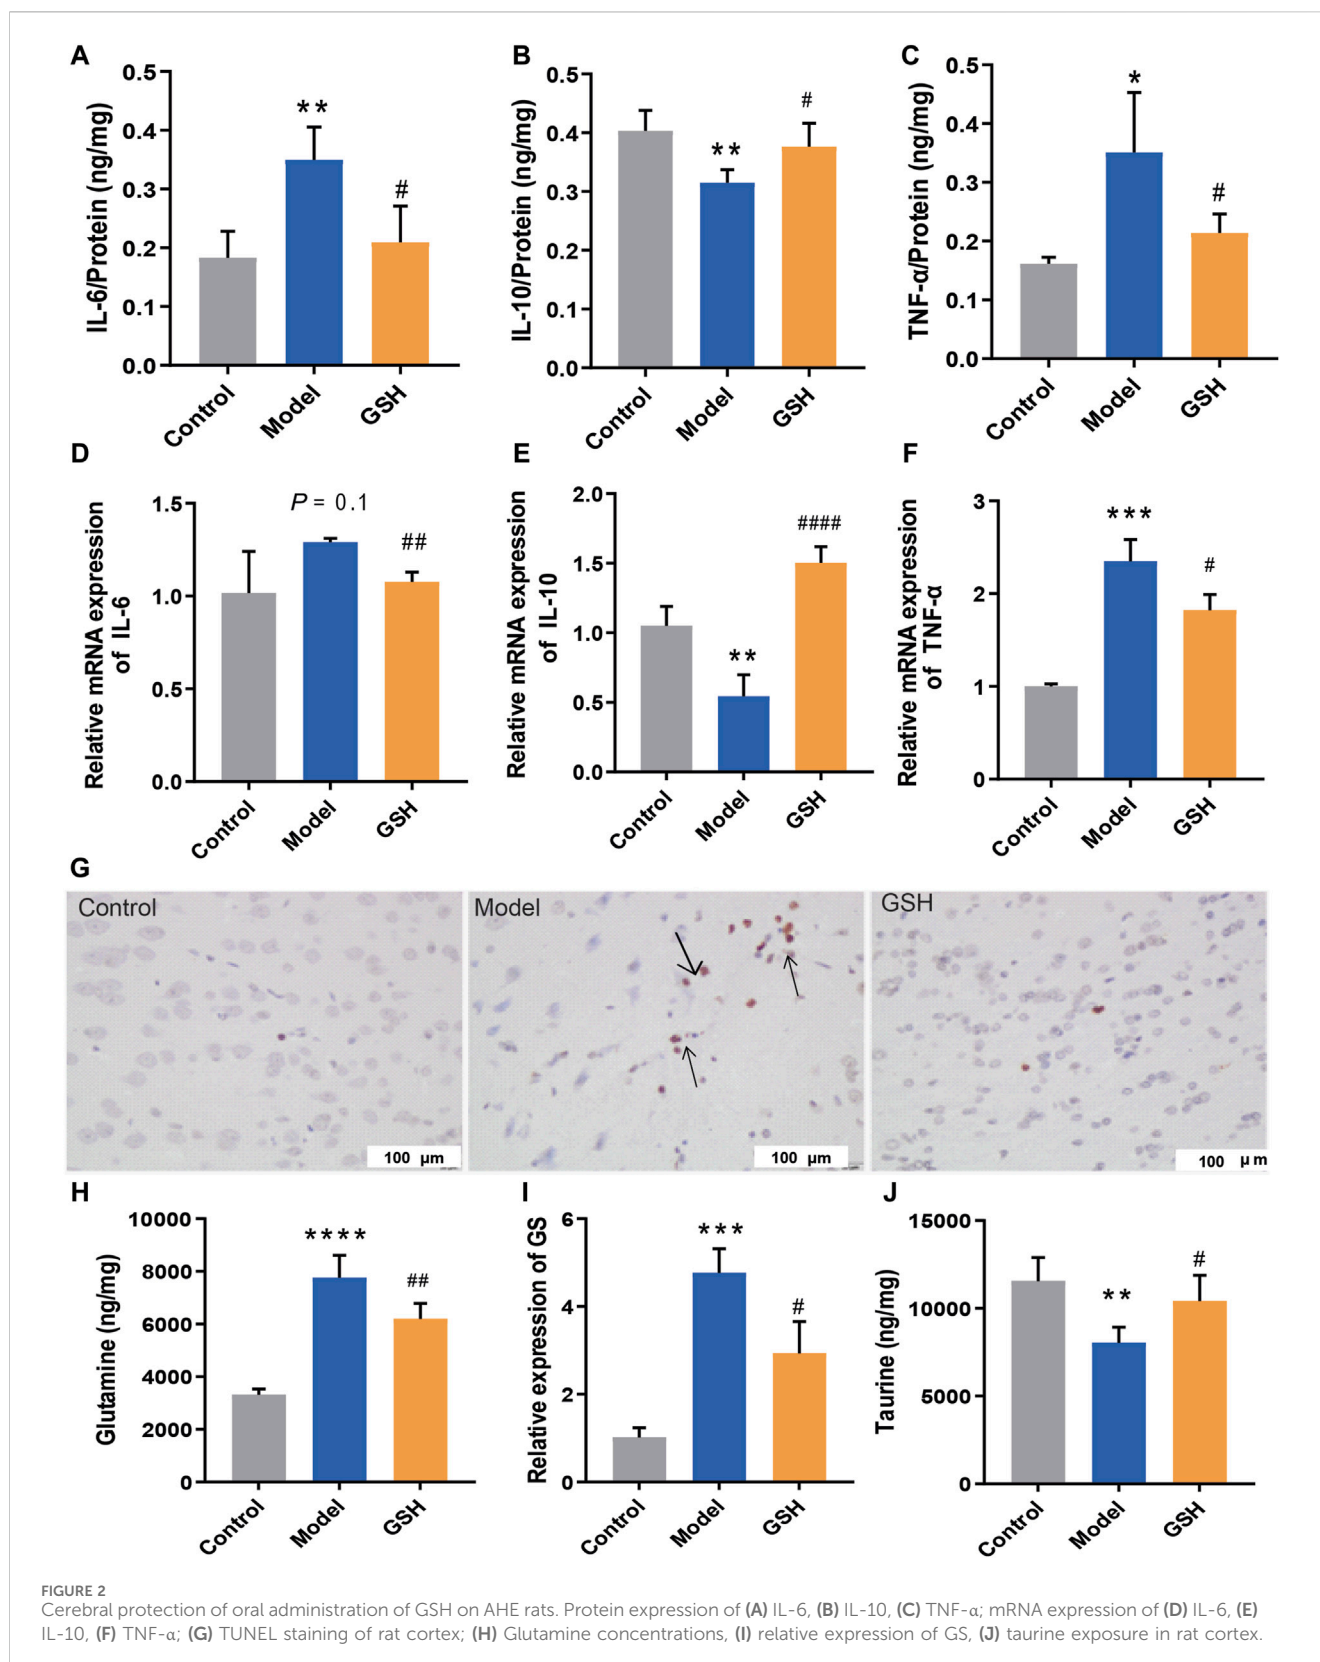 A
IL-6/Protein (ng/mg)
0.5
0.4
0.3
0.2
0.1
0.0
**
#
Control
Model
GSH
B
IL-10/Protein (ng/mg)
0.5
0.4
0.3
0.2
0.1
0.0
**
#
Control
Model
GSH
C
TNF-α/Protein (ng/mg)
0.5
0.4
0.3
0.2
0.1
0.0
*
#
Control
Model
GSH
D
Relative mRNA expression
of IL-6
1.5
1.0
0.5
0.0
P = 0.1
##
Control
Model
GSH
E
Relative mRNA expression
of IL-10
2.0
1.5
1.0
0.5
0.0
**
####
Control
Model
GSH
F
Relative mRNA expression
of TNF-α
3
2
1
0
***
#
Control
Model
GSH
G
Control
100 μm
Model
100 μm
GSH
100 μm
H
Glutamine (ng/mg)
10000
8000
6000
4000
2000
0
****
##
Control
Model
GSH
I
Relative expression of GS
6
4
2
0
***
#
Control
Model
GSH
J
Taurine (ng/mg)
15000
10000
5000
0
**
#
Control
Model
GSH
FIGURE 2
Cerebral protection of oral administration of GSH on AHE rats. Protein expression of (A) IL-6, (B) IL-10, (C) TNF-α; mRNA expression of (D) IL-6, (E)
IL-10, (F) TNF-α; (G) TUNEL staining of rat cortex; (H) Glutamine concentrations, (I) relative expression of GS, (J) taurine exposure in rat cortex.